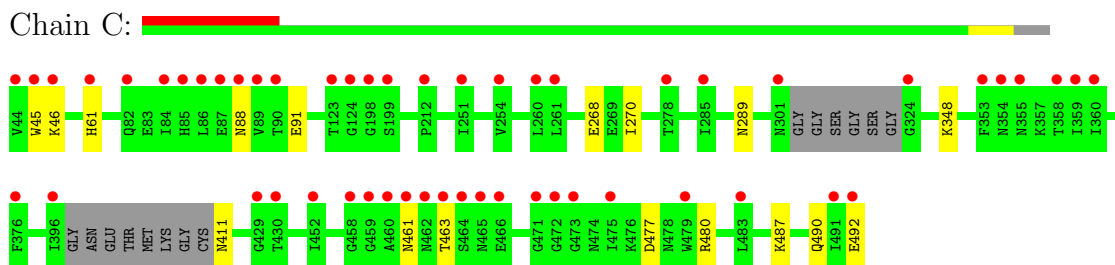 Chain C:
V44 W45 K46 H61 Q82 E83 I84 H85 L86 E87 N88 V89 T90 E91 T123 G124 G198 S199 P212 I251 V254 L260 L261 E268 E269 I270 T278 I285 N289 N301 GLY GLY SER GLY SER GLY G324 K348 F353 N354 N355 K357 T358 I359 I360
F376 I396 GLY ASN GLU THR MET LYS GLY CYS N411 G429 T430 I452 G458 G459 A460 N461 N462 T463 S464 N465 E466 G471 G472 G473 N474 I475 K476 D477 N478 W479 R480 L483 K487 Q490 I491 E492